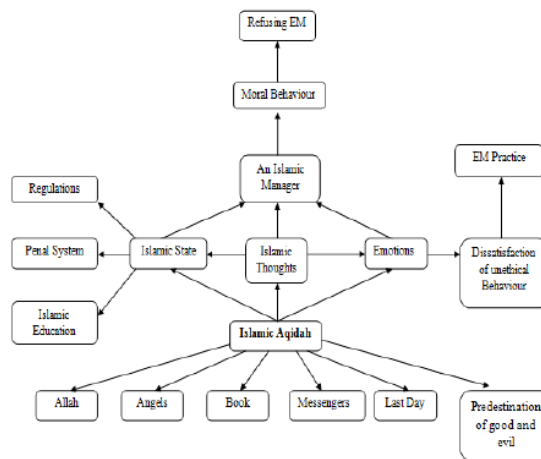 Refusing EM
Moral Behaviour
An Islamic
Manager
EM Practice
Regulations
Penal System
Islamic State
Islamic
Thoughts
Emotions
Dissatisfaction
of unethical
Behaviour
Islamic
Education
Islamic Aqidah
Allah
Angels
Book
Messengers
Last Day
Predestination
of good and
evil